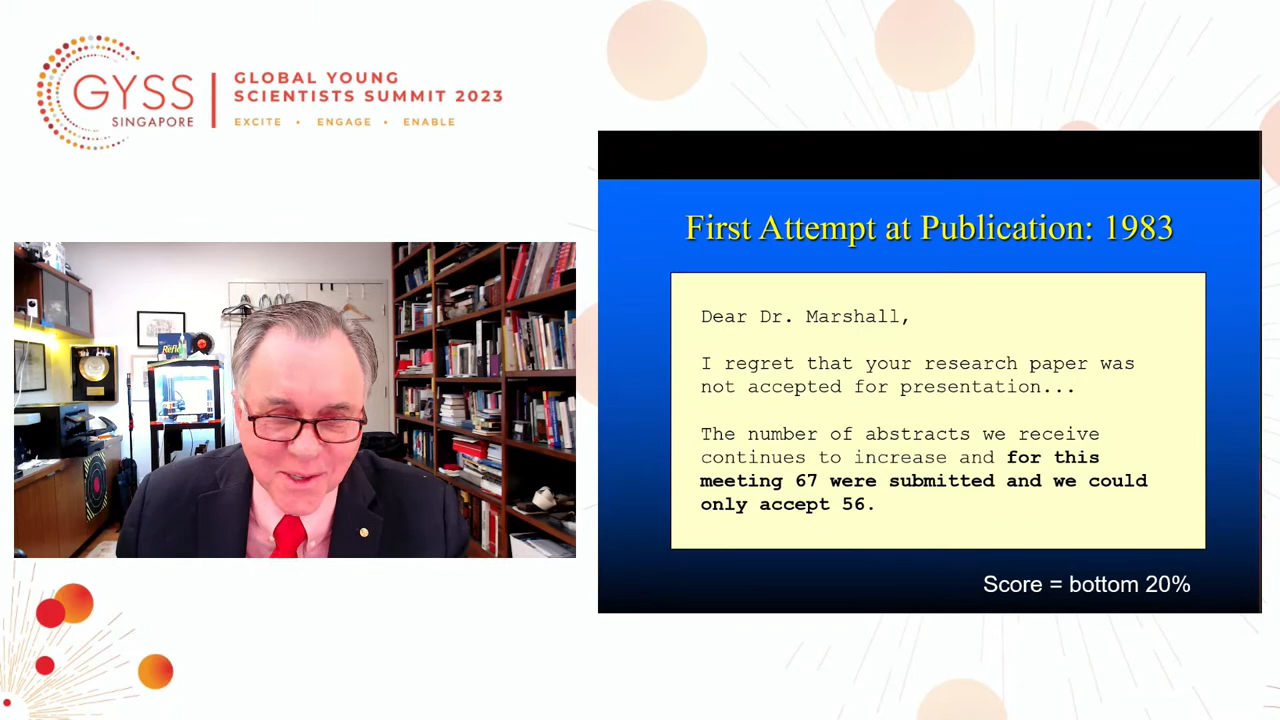 GYSS
SINGAPORE
GLOBAL YOUNG
SCIENTISTS SUMMIT 2023
EXCITE • ENGAGE • ENABLE
First Attempt at Publication: 1983
Dear Dr. Marshall,
I regret that your research paper was
not accepted for presentation...
The number of abstracts we receive
continues to increase and for this
meeting 67 were submitted and we could
only accept 56.
Score = bottom 20%